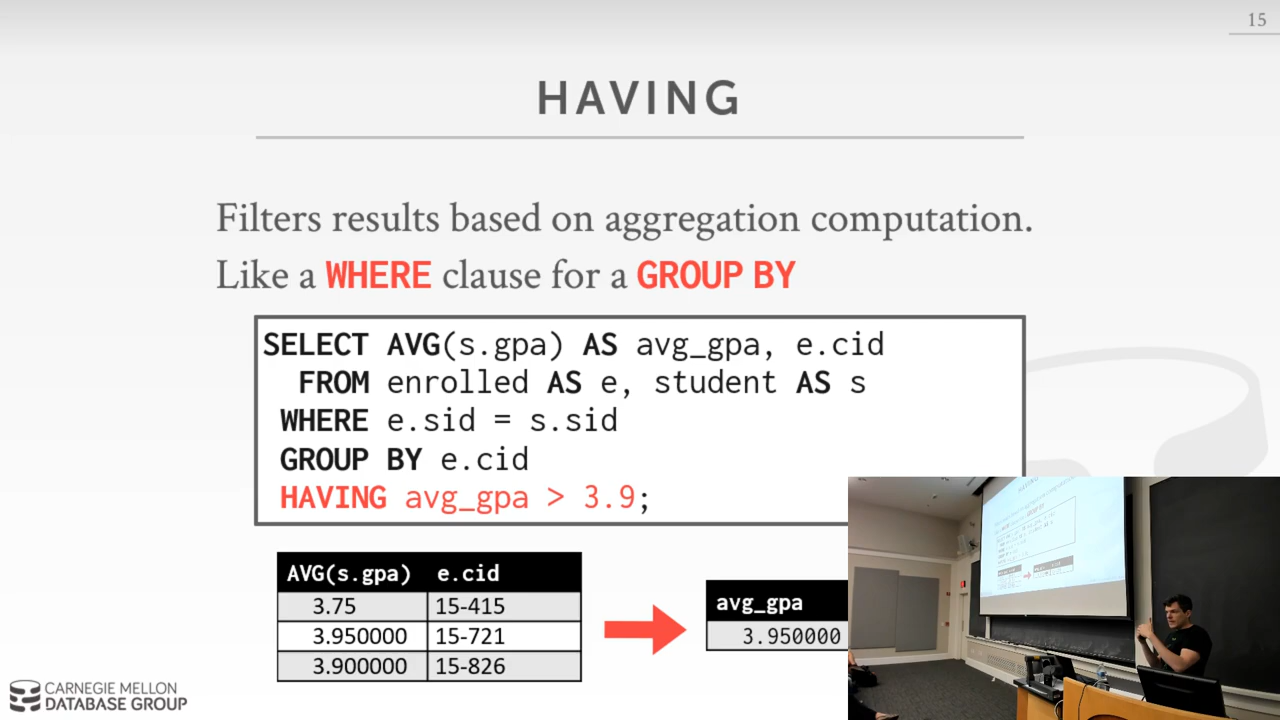 15
HAVING
Filters results based on aggregation computation.
Like a WHERE clause for a GROUP BY
SELECT AVG(s.gpa) AS avg_gpa, e.cid
FROM enrolled AS e, student AS s
WHERE e.sid = s.sid
GROUP BY e.cid
HAVING avg_gpa > 3.9;
AVG(s.gpa) e.cid
3.75 15-415
3.950000 15-721
3.900000 15-826
avg_gpa
3.950000
CARNEGIE MELLON
DATABASE GROUP
HAVING